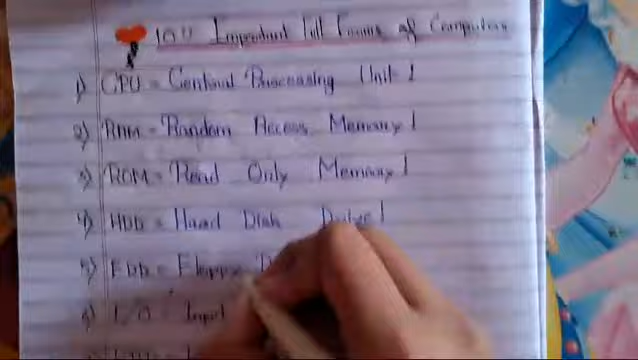 10 Important Full Forms of Computer
1) CPU = Central Processing Unit !
2) RAM = Random Access Memory !
3) ROM = Read Only Memory !
4) HDD = Hard Disk Drive !
5) FDD = Floppy D
6) I/O = Input